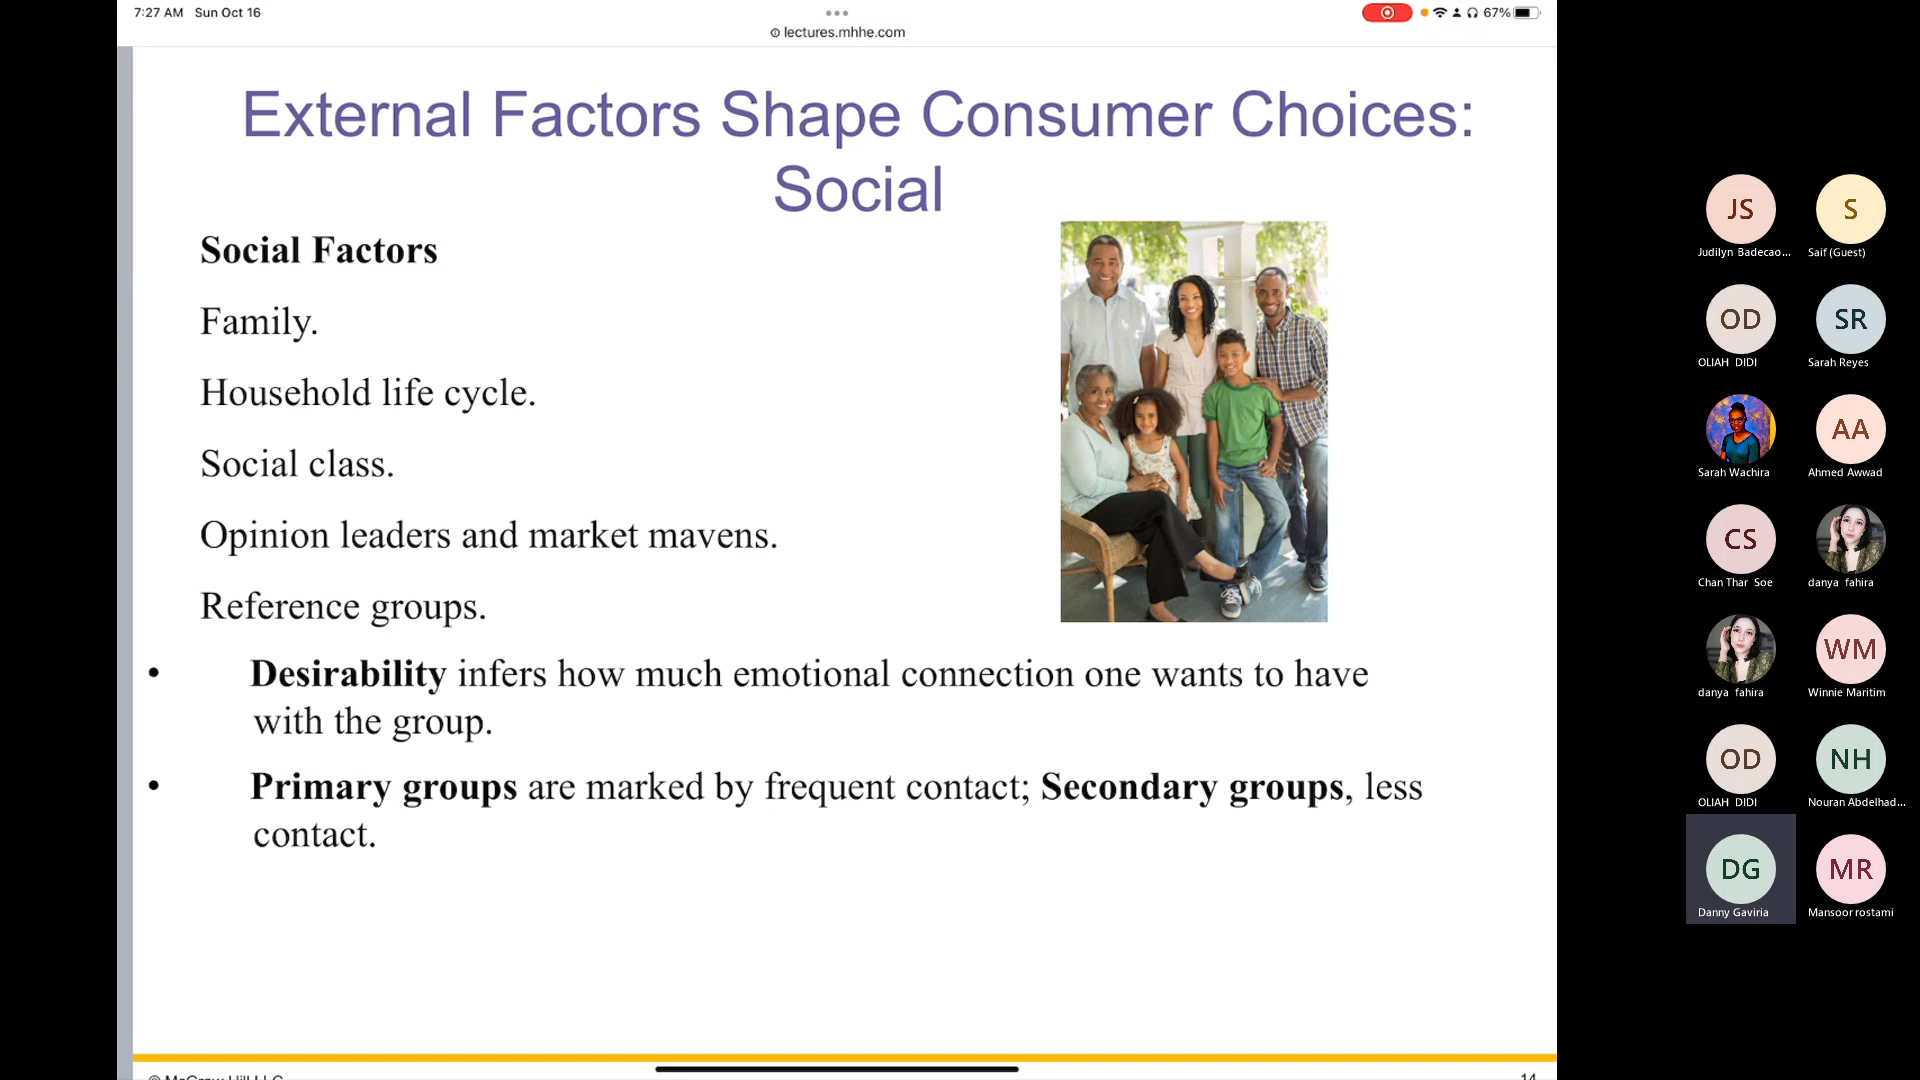 7:27 AM Sun Oct 16
67%
lectures.mhhe.com
External Factors Shape Consumer Choices:
Social
Social Factors
Family.
Household life cycle.
Social class.
Opinion leaders and market mavens.
Reference groups.
• Desirability infers how much emotional connection one wants to have
with the group.
• Primary groups are marked by frequent contact; Secondary groups, less
contact.
© McGraw Hill LLC
14
JS
S
Judilyn Badecao...
Saif (Guest)
OD
SR
OLIAH DIDI
Sarah Reyes
AA
Sarah Wachira
Ahmed Awwad
CS
Chan Thar Soe
danya fahira
WM
danya fahira
Winnie Maritim
OD
NH
OLIAH DIDI
Nouran Abdelhad...
DG
MR
Danny Gaviria
Mansoor rostami